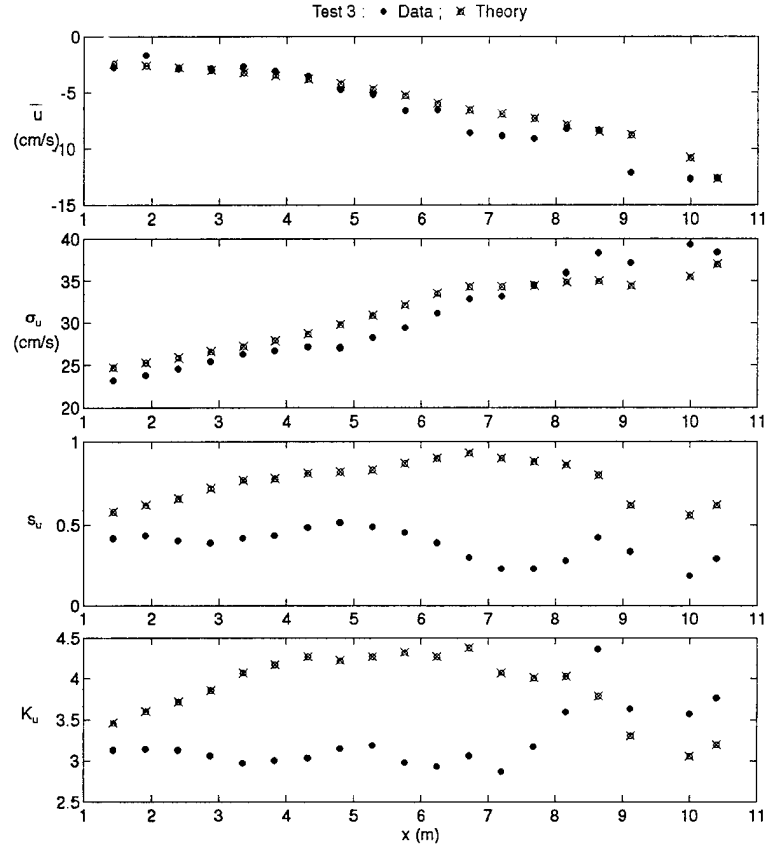 Test 3 : ● Data ; ⊗ Theory
0
-5
-10
-15
u̅
(cm/s)
1 2 3 4 5 6 7 8 9 10 11
40
35
30
25
20
σu
(cm/s)
1 2 3 4 5 6 7 8 9 10 11
1
0.5
0
su
1 2 3 4 5 6 7 8 9 10 11
4.5
4
3.5
3
2.5
Ku
1 2 3 4 5 6 7 8 9 10 11
x (m)